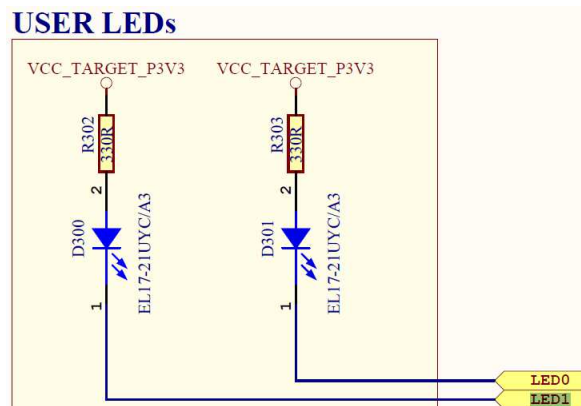 USER LEDs
VCC_TARGET_P3V3
VCC_TARGET_P3V3
R302
330R
R303
330R
2
2
D300
EL17-21UYC/A3
D301
EL17-21UYC/A3
1
1
LED0
LED1